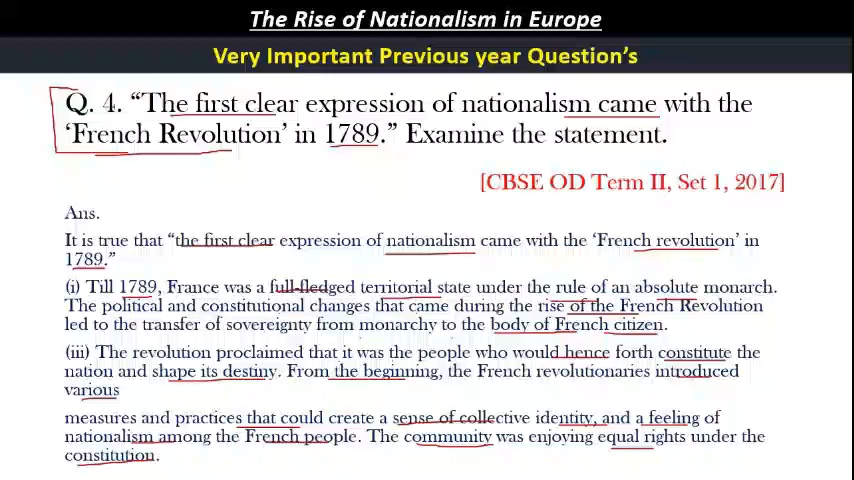 The Rise of Nationalism in Europe
Very Important Previous year Question's
Q. 4. “The first clear expression of nationalism came with the
‘French Revolution’ in 1789.” Examine the statement.
[CBSE OD Term II, Set 1, 2017]
Ans.
It is true that “the first clear expression of nationalism came with the ‘French revolution’ in
1789.”
(i) Till 1789, France was a full-fledged territorial state under the rule of an absolute monarch.
The political and constitutional changes that came during the rise of the French Revolution
led to the transfer of sovereignty from monarchy to the body of French citizen.
(iii) The revolution proclaimed that it was the people who would hence forth constitute the
nation and shape its destiny. From the beginning, the French revolutionaries introduced
various
measures and practices that could create a sense of collective identity, and a feeling of
nationalism among the French people. The community was enjoying equal rights under the
constitution.